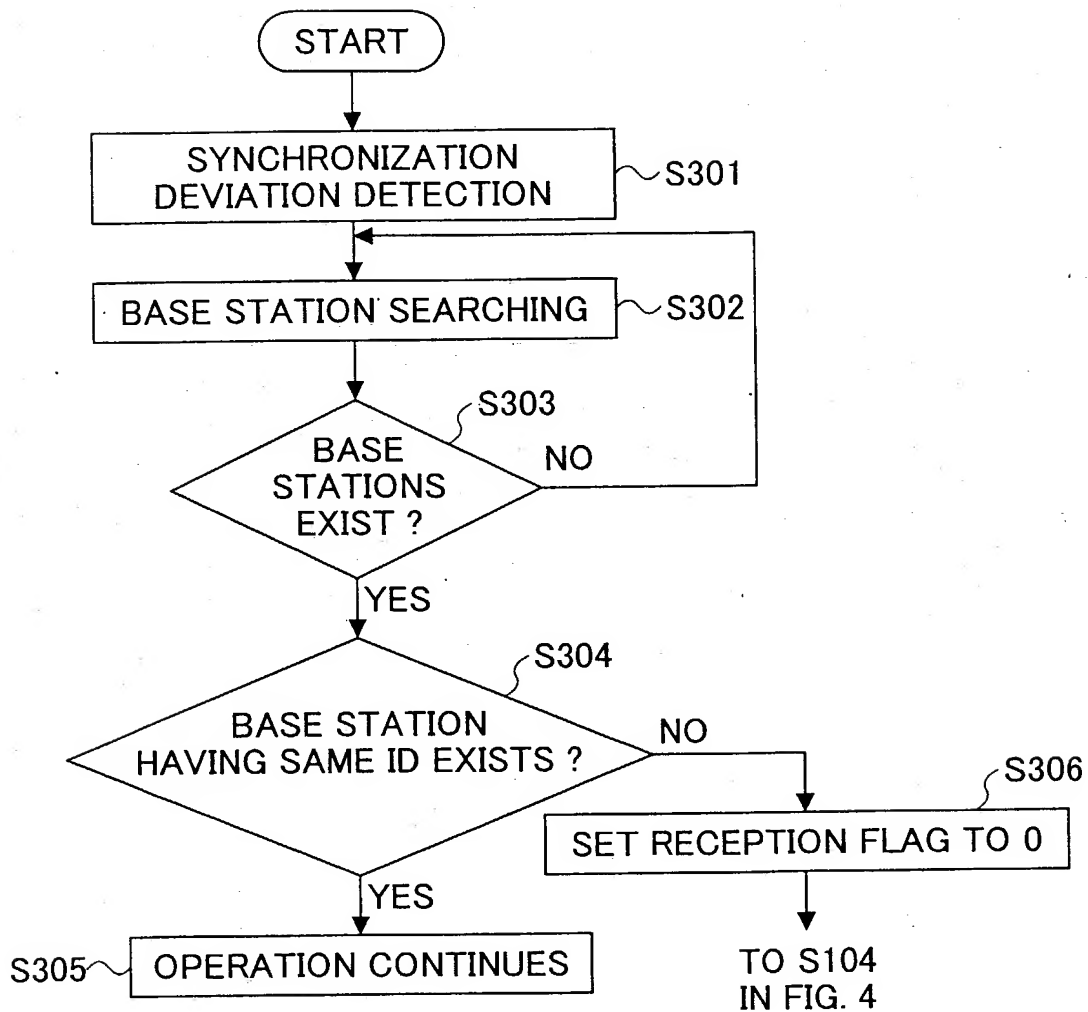 START
SYNCHRONIZATION
DEVIATION DETECTION
S301
BASE STATION SEARCHING
S302
S303
BASE
STATIONS
EXIST ?
NO
YES
S304
BASE STATION
HAVING SAME ID EXISTS ?
NO
S306
SET RECEPTION FLAG TO 0
YES
S305
OPERATION CONTINUES
TO S104
IN FIG. 4